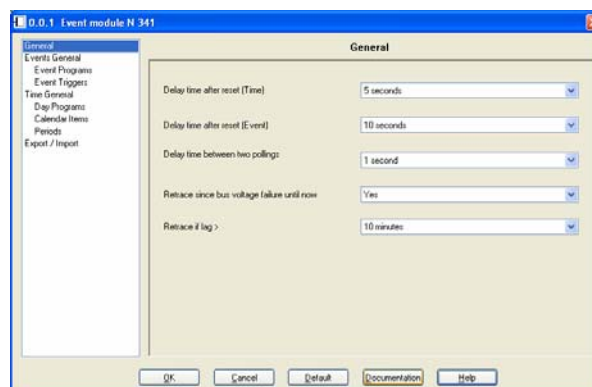 0.0.1 Event module N 341
General
Events General
Event Programs
Event Triggers
Time General
Day Programs
Calendar Items
Periods
Export / Import
General
Delay time after reset (Time)
5 seconds
Delay time after reset (Event)
10 seconds
Delay time between two pollings
1 second
Retrace since bus voltage failure until now
Yes
Retrace if lag >
10 minutes
OK
Cancel
Default
Documentation
Help